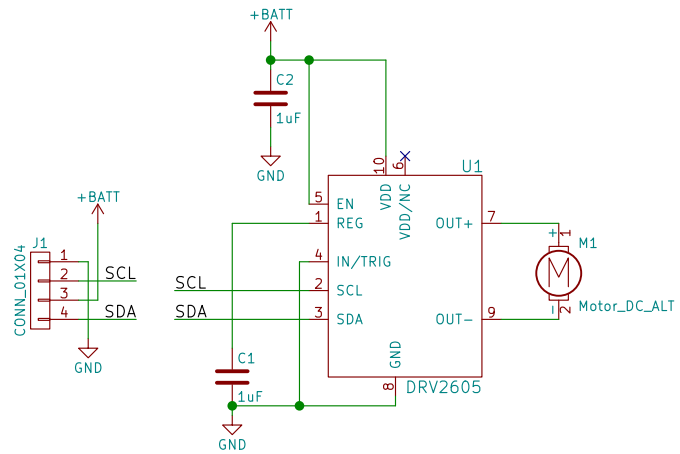 +BATT
C2
1uF
GND
10
6
U1
VDD
VDD/NC
5
EN
1
REG
OUT+
7
4
IN/TRIG
2
SCL
3
SDA
OUT-
9
GND
8
DRV2605
+
1
M1
-
2
Motor_DC_ALT
+BATT
J1
CONN_01X04
1
2
SCL
3
4
SDA
GND
SCL
SDA
C1
1uF
GND